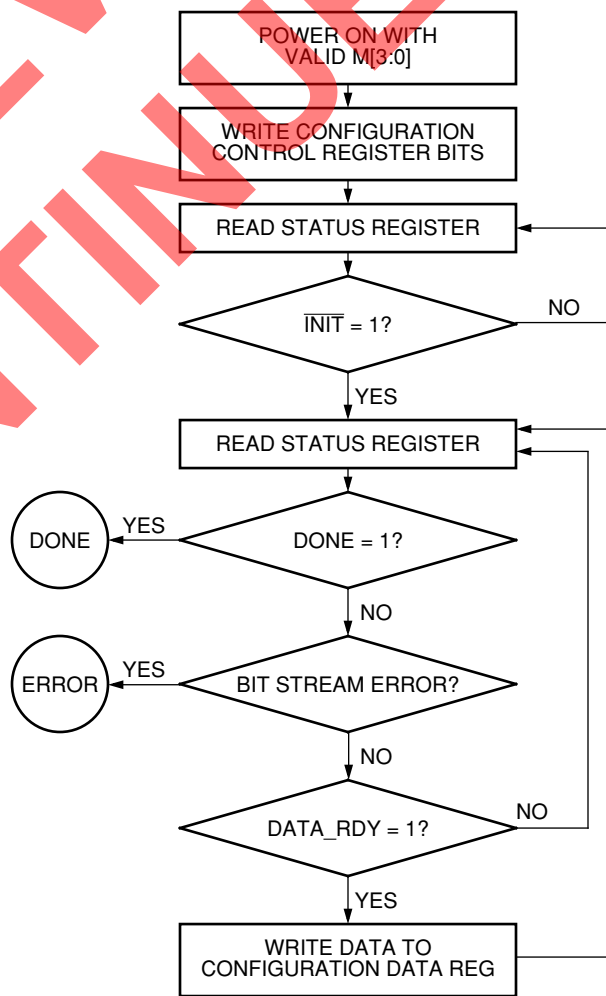 POWER ON WITH
VALID M[3:0]
WRITE CONFIGURATION
CONTROL REGISTER BITS
READ STATUS REGISTER
INIT = 1?
NO
YES
READ STATUS REGISTER
YES
DONE
DONE = 1?
NO
YES
ERROR
BIT STREAM ERROR?
NO
DATA_RDY = 1?
NO
YES
WRITE DATA TO
CONFIGURATION DATA REG
TINUE